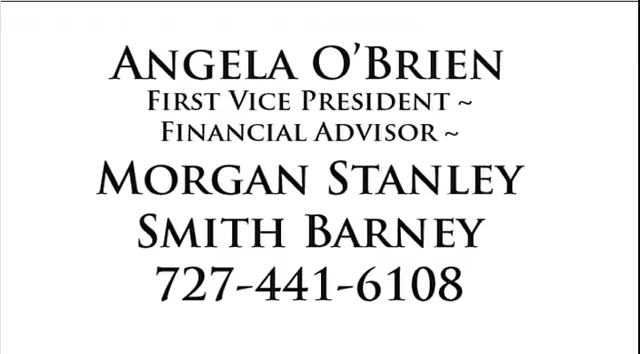 Angela O’Brien
First Vice President ~
Financial Advisor ~
Morgan Stanley
Smith Barney
727-441-6108